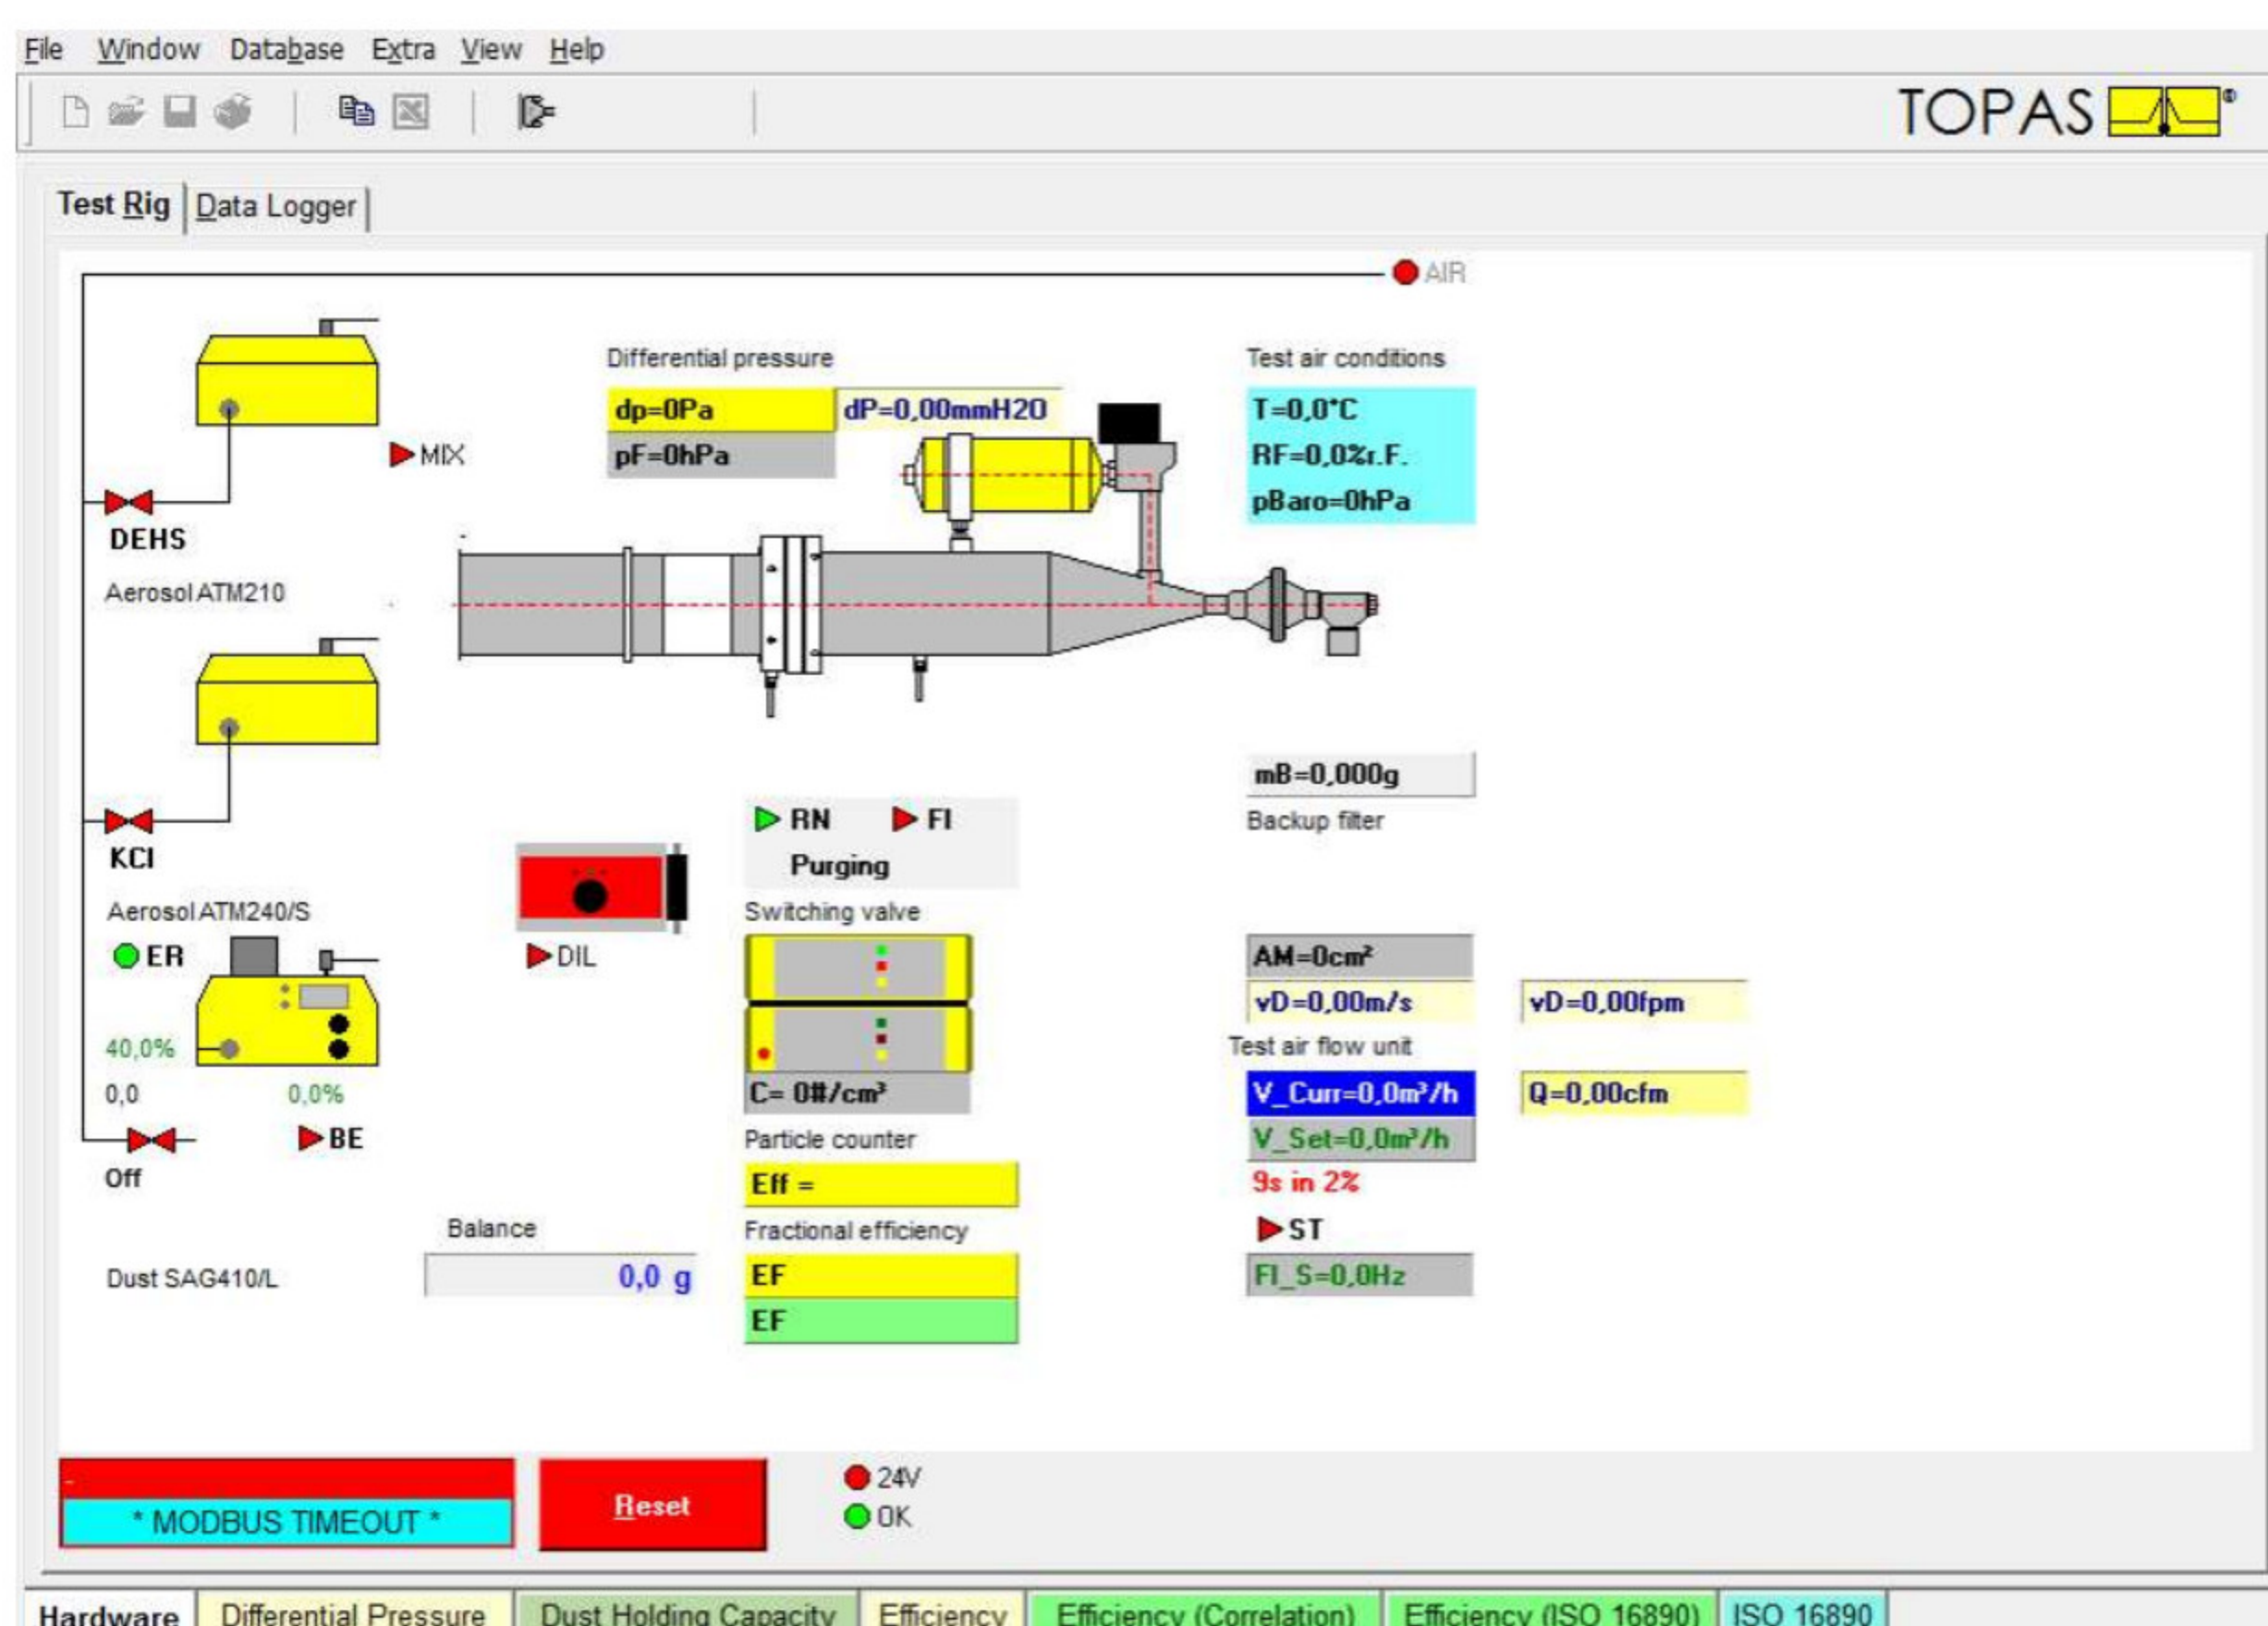 File Window Database Extra View Help
TOPAS ®
Test Rig Data Logger
AIR
Differential pressure
Test air conditions
dp=0Pa dP=0,00mmH2O
T=0,0°C
MIX
pF=0hPa
RF=0,0%r.F.
pBaro=0hPa
DEHS
Aerosol ATM210
mB=0,000g
RN FI
Backup filter
KCl
Purging
Aerosol ATM240/S
Switching valve
ER
DIL
AM=0cm²
vD=0,00m/s vD=0,00fpm
40,0%
Test air flow unit
0,0 0,0%
C= 0#/cm³
V_Curr=0,0m³/h Q=0,00cfm
BE
Particle counter
V_Set=0,0m³/h
Off
Eff =
9s in 2%
Balance
Fractional efficiency
ST
Dust SAG410/L
0,0 g
EF
FI_S=0,0Hz
EF
-
24V
* MODBUS TIMEOUT *
Reset
OK
Hardware Differential Pressure Dust Holding Capacity Efficiency Efficiency (Correlation) Efficiency (ISO 16890) ISO 16890